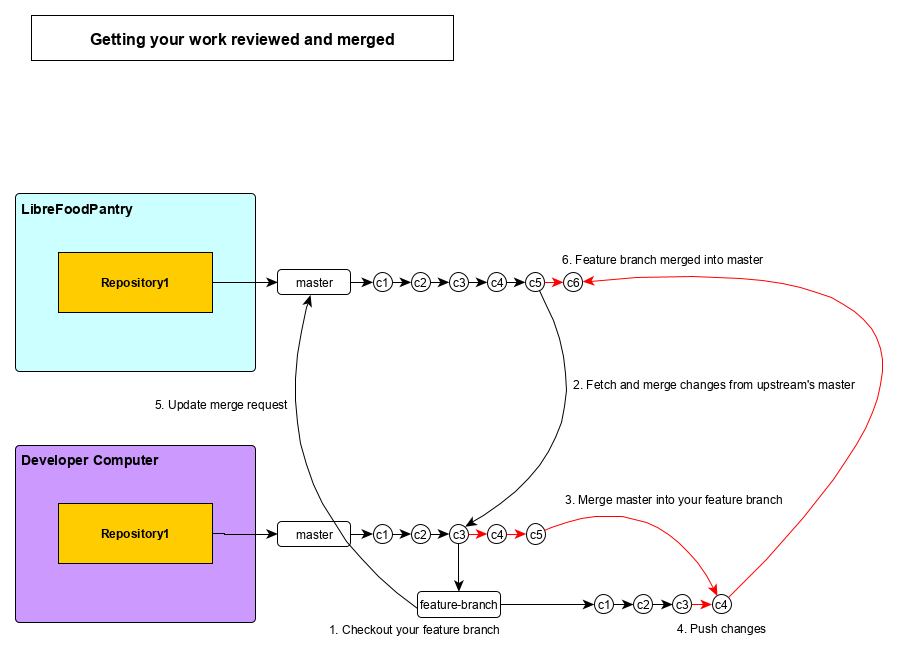 Getting your work reviewed and merged
LibreFoodPantry
Repository1
master
c1
c2
c3
c4
c5
c6
6. Feature branch merged into master
2. Fetch and merge changes from upstream's master
5. Update merge request
Developer Computer
Repository1
master
c1
c2
c3
c4
c5
3. Merge master into your feature branch
feature-branch
c1
c2
c3
c4
1. Checkout your feature branch
4. Push changes